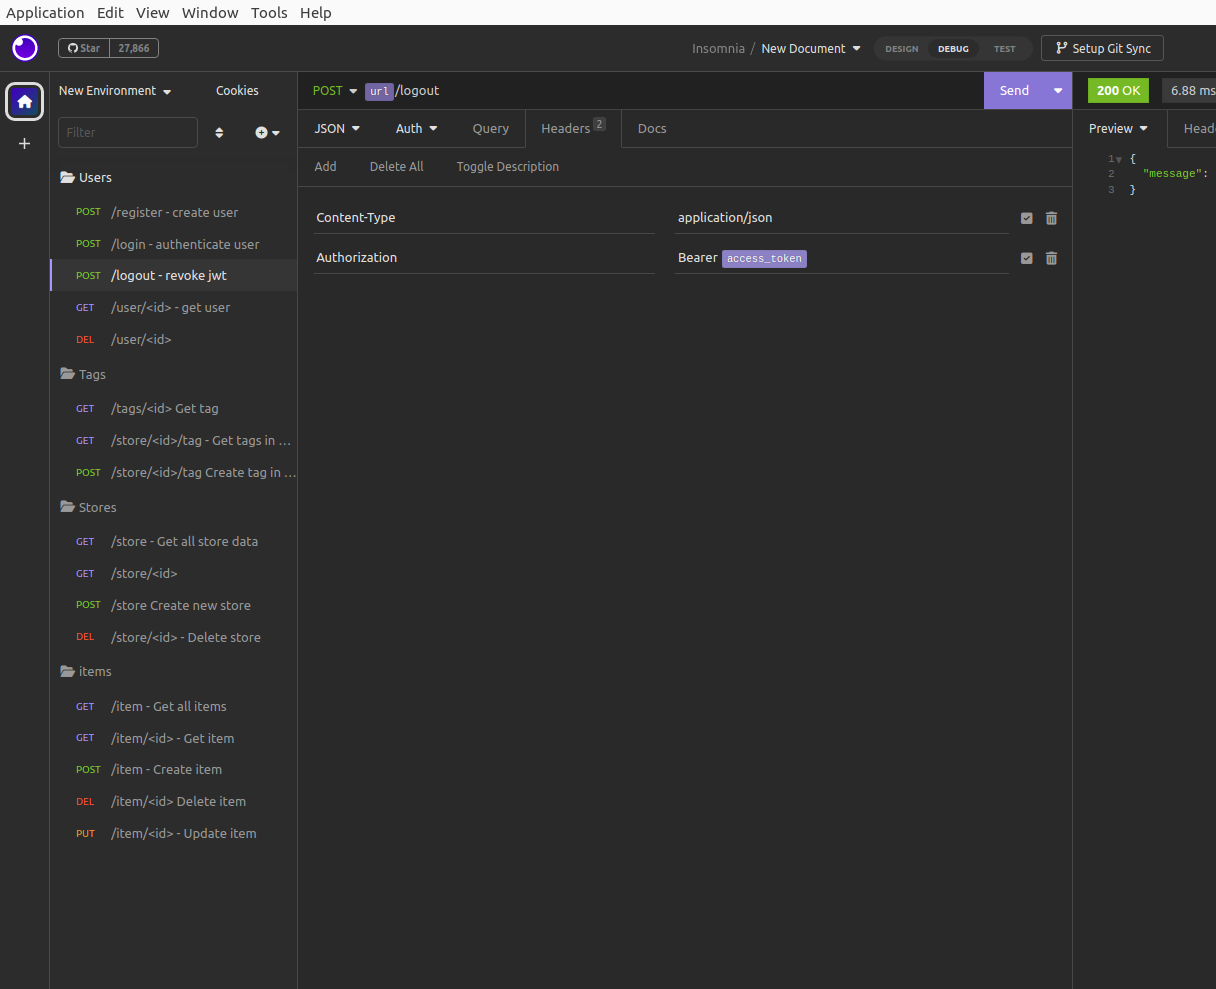 Application Edit View Window Tools Help
Star 27,866
Insomnia / New Document
DESIGN DEBUG TEST
Setup Git Sync
New Environment
Cookies
Filter
Users
POST /register - create user
POST /login - authenticate user
POST /logout - revoke jwt
GET /user/<id> - get user
DEL /user/<id>
Tags
GET /tags/<id> Get tag
GET /store/<id>/tag - Get tags in ...
POST /store/<id>/tag Create tag in ...
Stores
GET /store - Get all store data
GET /store/<id>
POST /store Create new store
DEL /store/<id> - Delete store
items
GET /item - Get all items
GET /item/<id> - Get item
POST /item - Create item
DEL /item/<id> Delete item
PUT /item/<id> - Update item
POST url/logout
Send
JSON Auth Query Headers 2 Docs
Add Delete All Toggle Description
Content-Type application/json
Authorization Bearer access_token
200 OK 6.88 ms
Preview Head
1 {
2 "message":
3 }